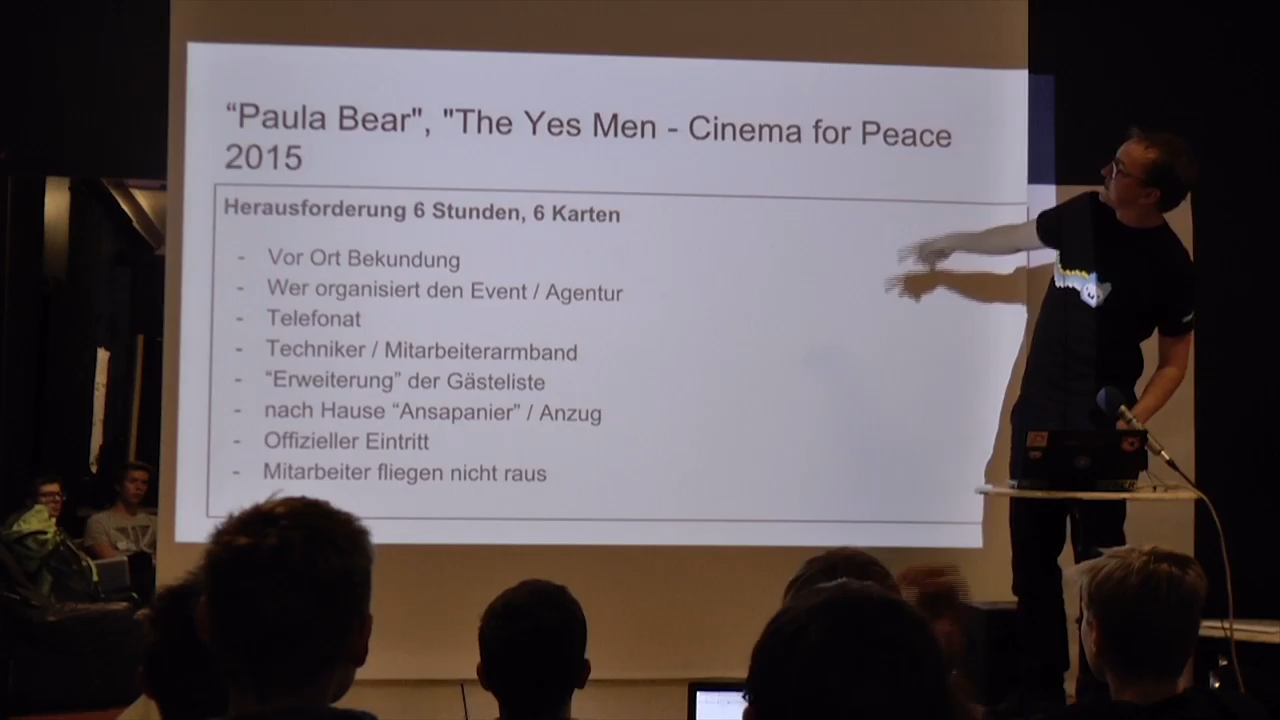 “Paula Bear", "The Yes Men - Cinema for Peace
2015
Herausforderung 6 Stunden, 6 Karten
- Vor Ort Bekundung
- Wer organisiert den Event / Agentur
- Telefonat
- Techniker / Mitarbeiterarmband
- “Erweiterung” der Gästeliste
- nach Hause “Ansapanier” / Anzug
- Offizieller Eintritt
- Mitarbeiter fliegen nicht raus